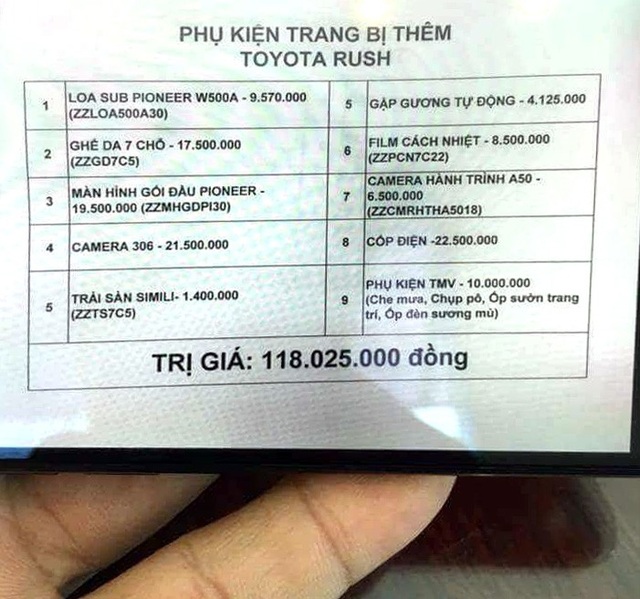 PHỤ KIỆN TRANG BỊ THÊM
TOYOTA RUSH
1
LOA SUB PIONEER W500A - 9.570.000
(ZZLOA500A30)
2
GHẾ DA 7 CHỖ - 17.500.000
(ZZGD7C5)
3
MÀN HÌNH GỐI ĐẦU PIONEER -
19.500.000 (ZZMHGDPI30)
4
CAMERA 306 - 21.500.000
5
TRẢI SÀN SIMILI- 1.400.000
(ZZTS7C5)
5
GẬP GƯƠNG TỰ ĐỘNG - 4.125.000
6
FILM CÁCH NHIỆT - 8.500.000
(ZZPCN7C22)
7
CAMERA HÀNH TRÌNH A50 -
6.500.000
(ZZCMRHTHA5018)
8
CỐP ĐIỆN -22.500.000
9
PHỤ KIỆN TMV - 10.000.000
(Che mưa, Chụp pô, Ốp sườn trang
trí, Ốp đèn sương mù)
TRỊ GIÁ: 118.025.000 đồng